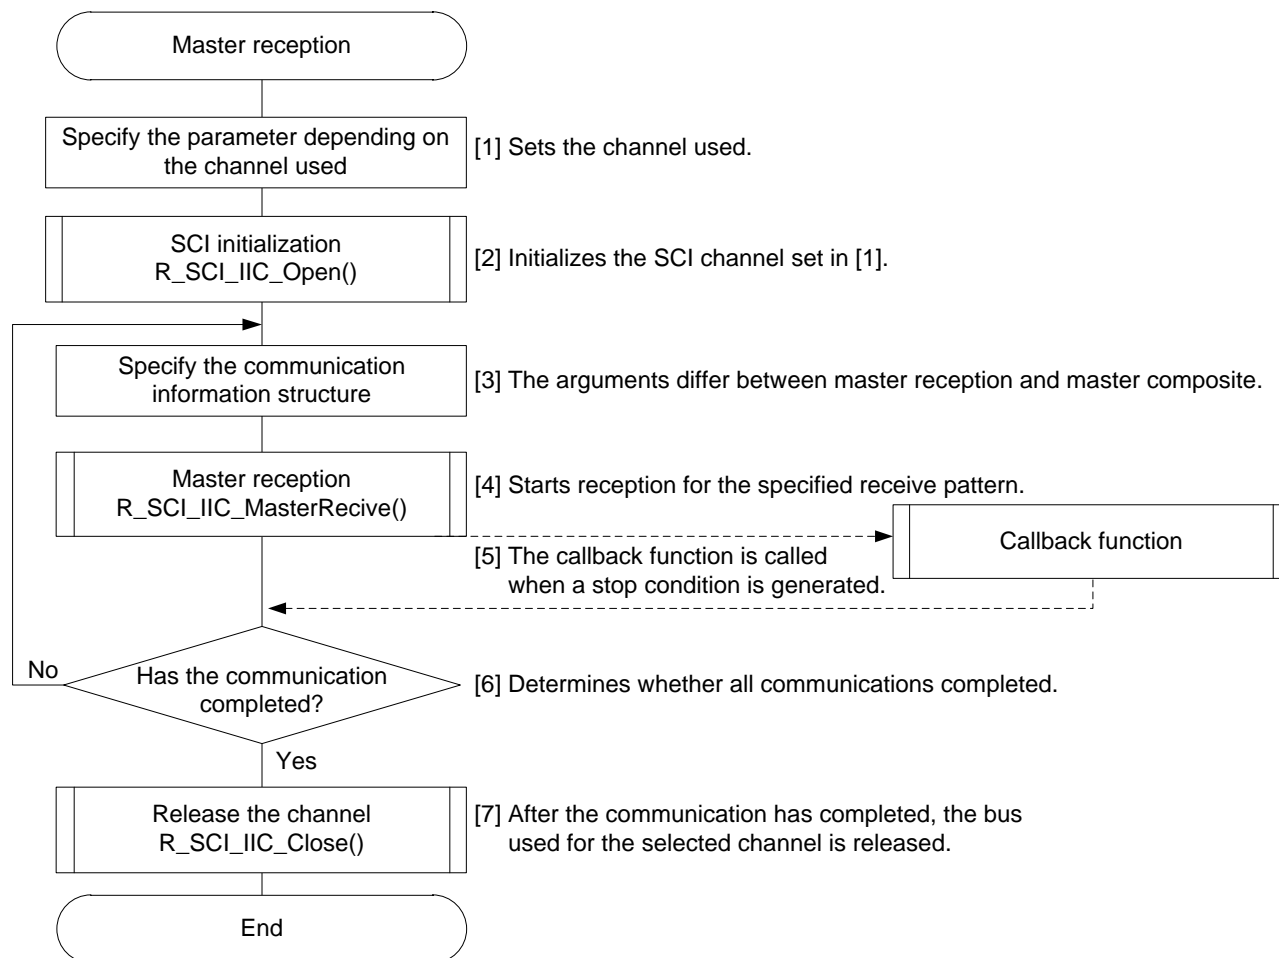 Master reception
Specify the parameter depending on
the channel used
[1] Sets the channel used.
SCI initialization
R_SCI_IIC_Open()
[2] Initializes the SCI channel set in [1].
Specify the communication
information structure
[3] The arguments differ between master reception and master composite.
Master reception
R_SCI_IIC_MasterRecive()
[4] Starts reception for the specified receive pattern.
Callback function
[5] The callback function is called
when a stop condition is generated.
No
Has the communication
completed?
[6] Determines whether all communications completed.
Yes
Release the channel
R_SCI_IIC_Close()
[7] After the communication has completed, the bus
used for the selected channel is released.
End